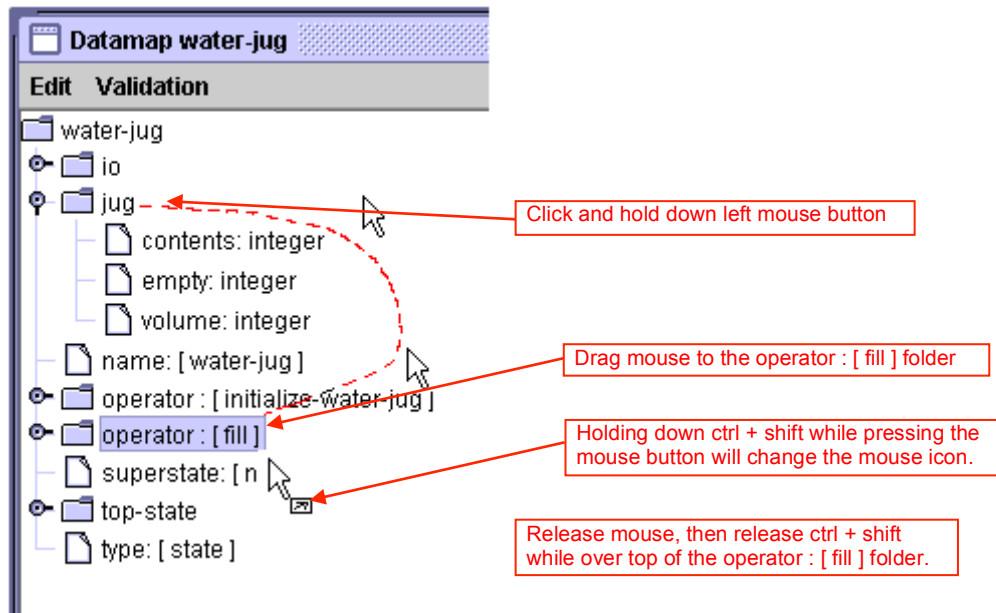 Datamap water-jug
Edit Validation
water-jug
io
jug
Click and hold down left mouse button
contents: integer
empty: integer
volume: integer
name: [ water-jug ]
Drag mouse to the operator : [ fill ] folder
operator : [ initialize-water-jug ]
operator : [ fill ]
Holding down ctrl + shift while pressing the
mouse button will change the mouse icon.
superstate: [ n
top-state
Release mouse, then release ctrl + shift
while over top of the operator : [ fill ] folder.
type: [ state ]